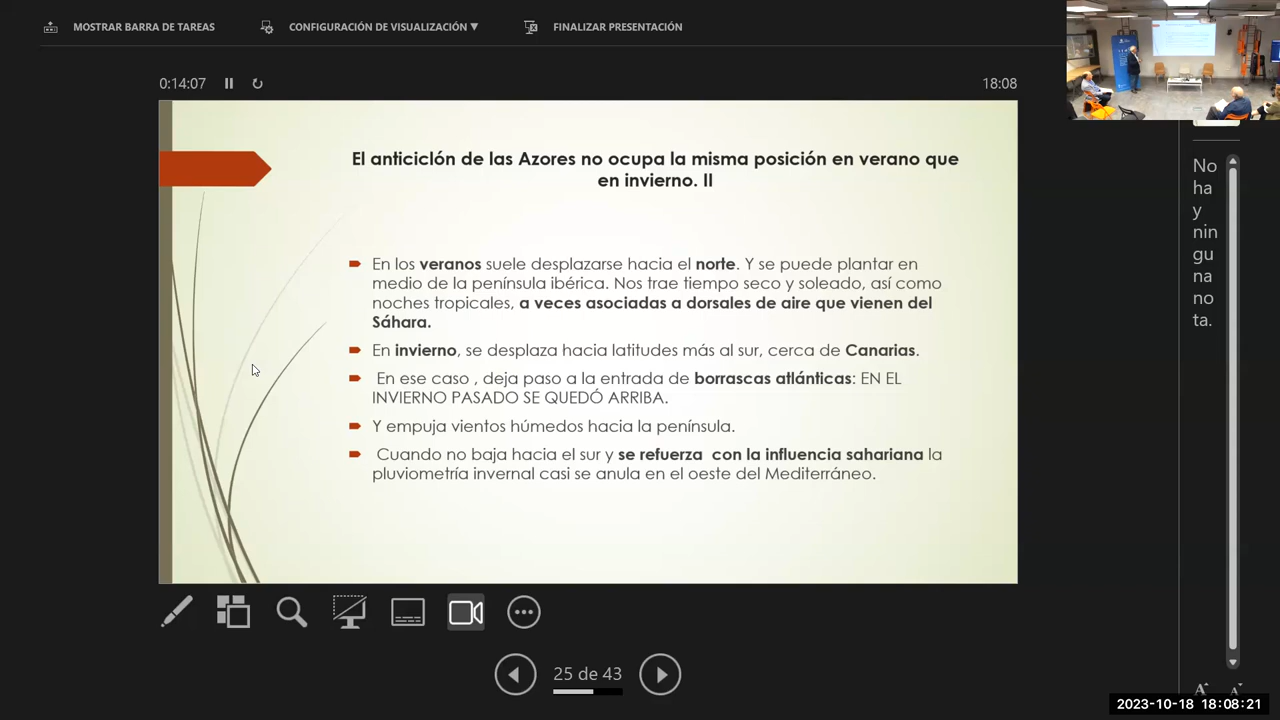 MOSTRAR BARRA DE TAREAS
CONFIGURACIÓN DE VISUALIZACIÓN
FINALIZAR PRESENTACIÓN
0:14:07
18:08
El anticiclón de las Azores no ocupa la misma posición en verano que
en invierno. II
En los veranos suele desplazarse hacia el norte. Y se puede plantar en
medio de la península ibérica. Nos trae tiempo seco y soleado, así como
noches tropicales, a veces asociadas a dorsales de aire que vienen del
Sáhara.
En invierno, se desplaza hacia latitudes más al sur, cerca de Canarias.
En ese caso , deja paso a la entrada de borrascas atlánticas: EN EL
INVIERNO PASADO SE QUEDÓ ARRIBA.
Y empuja vientos húmedos hacia la península.
Cuando no baja hacia el sur y se refuerza con la influencia sahariana la
pluviometría invernal casi se anula en el oeste del Mediterráneo.
No
ha
y
nin
gu
na
no
ta.
25 de 43
A A
2023-10-18 18:08:21